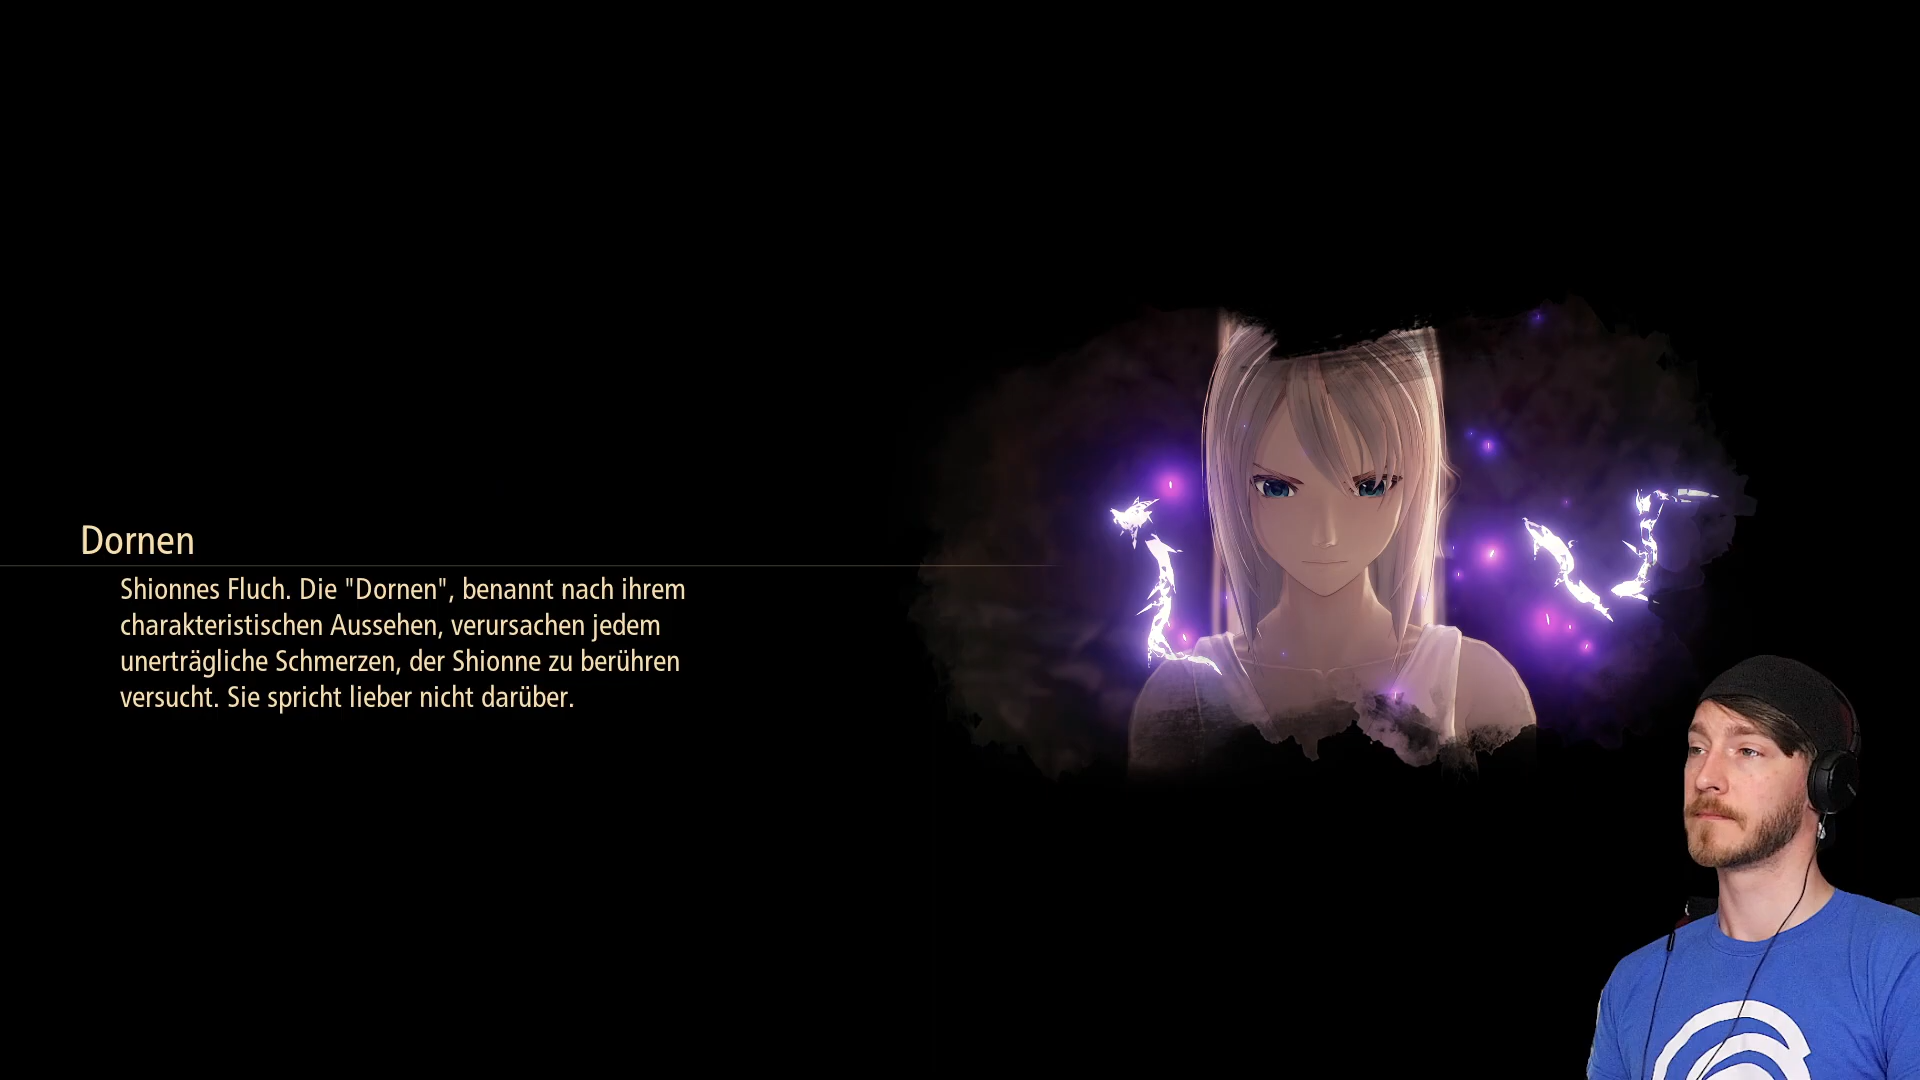 Dornen
Shionnes Fluch. Die "Dornen", benannt nach ihrem
charakteristischen Aussehen, verursachen jedem
unerträgliche Schmerzen, der Shionne zu berühren
versucht. Sie spricht lieber nicht darüber.